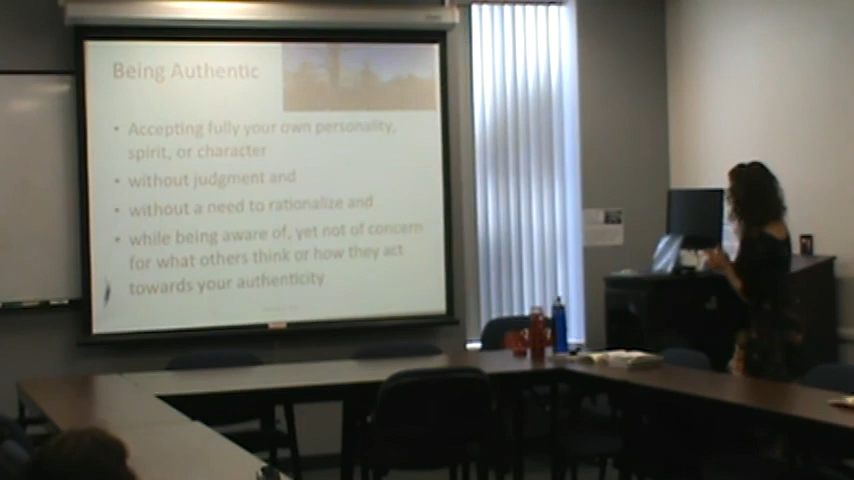 Being Authentic
• Accepting fully your own personality,
spirit, or character
• without judgment and
• without a need to rationalize and
• while being aware of, yet not of concern
for what others think or how they act
towards your authenticity